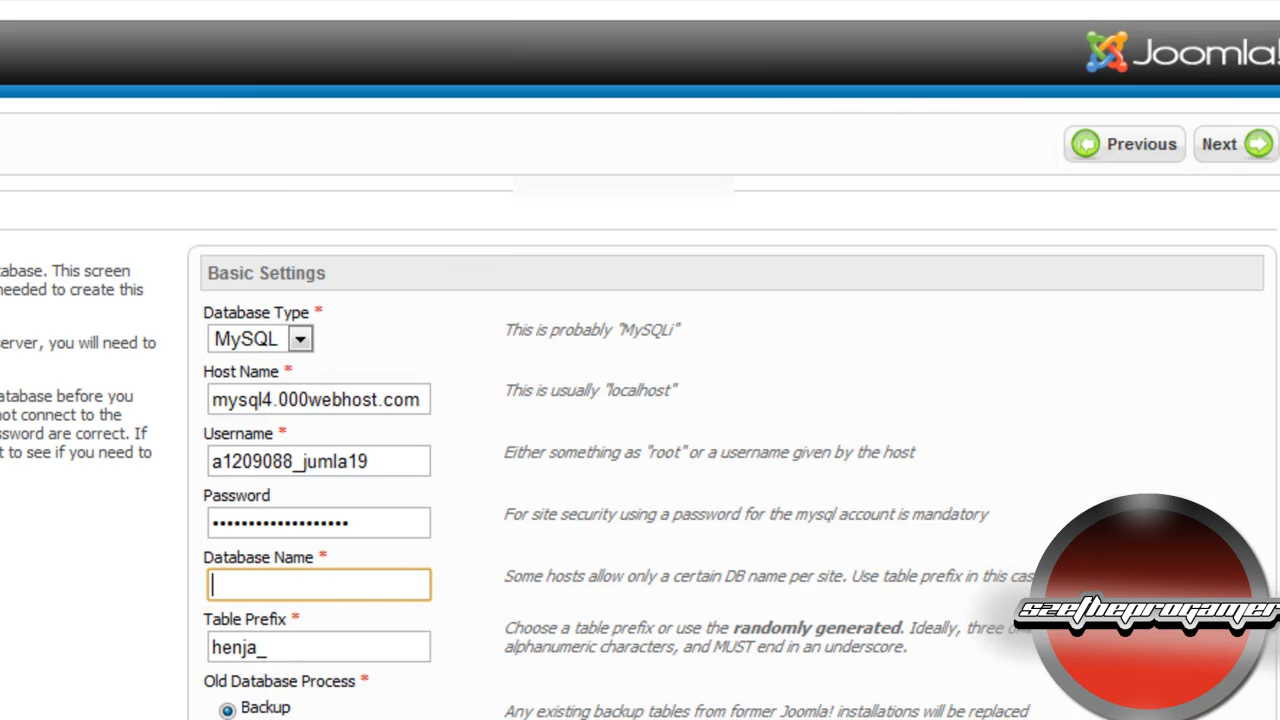 Joomla!
Previous
Next
tabase. This screen
needed to create this
erver, you will need to
atabase before you
not connect to the
ssword are correct. If
t to see if you need to
Basic Settings
Database Type *
MySQL
This is probably "MySQLi"
Host Name *
mysql4.000webhost.com
This is usually "localhost"
Username *
a1209088_jumla19
Either something as "root" or a username given by the host
Password
•••••••••••••••••••
For site security using a password for the mysql account is mandatory
Database Name *
Some hosts allow only a certain DB name per site. Use table prefix in this cas
Table Prefix *
henja_
Choose a table prefix or use the randomly generated. Ideally, three
alphanumeric characters, and MUST end in an underscore.
szetheprogamer
Old Database Process *
Backup
Any existing backup tables from former Joomla! installations will be replaced